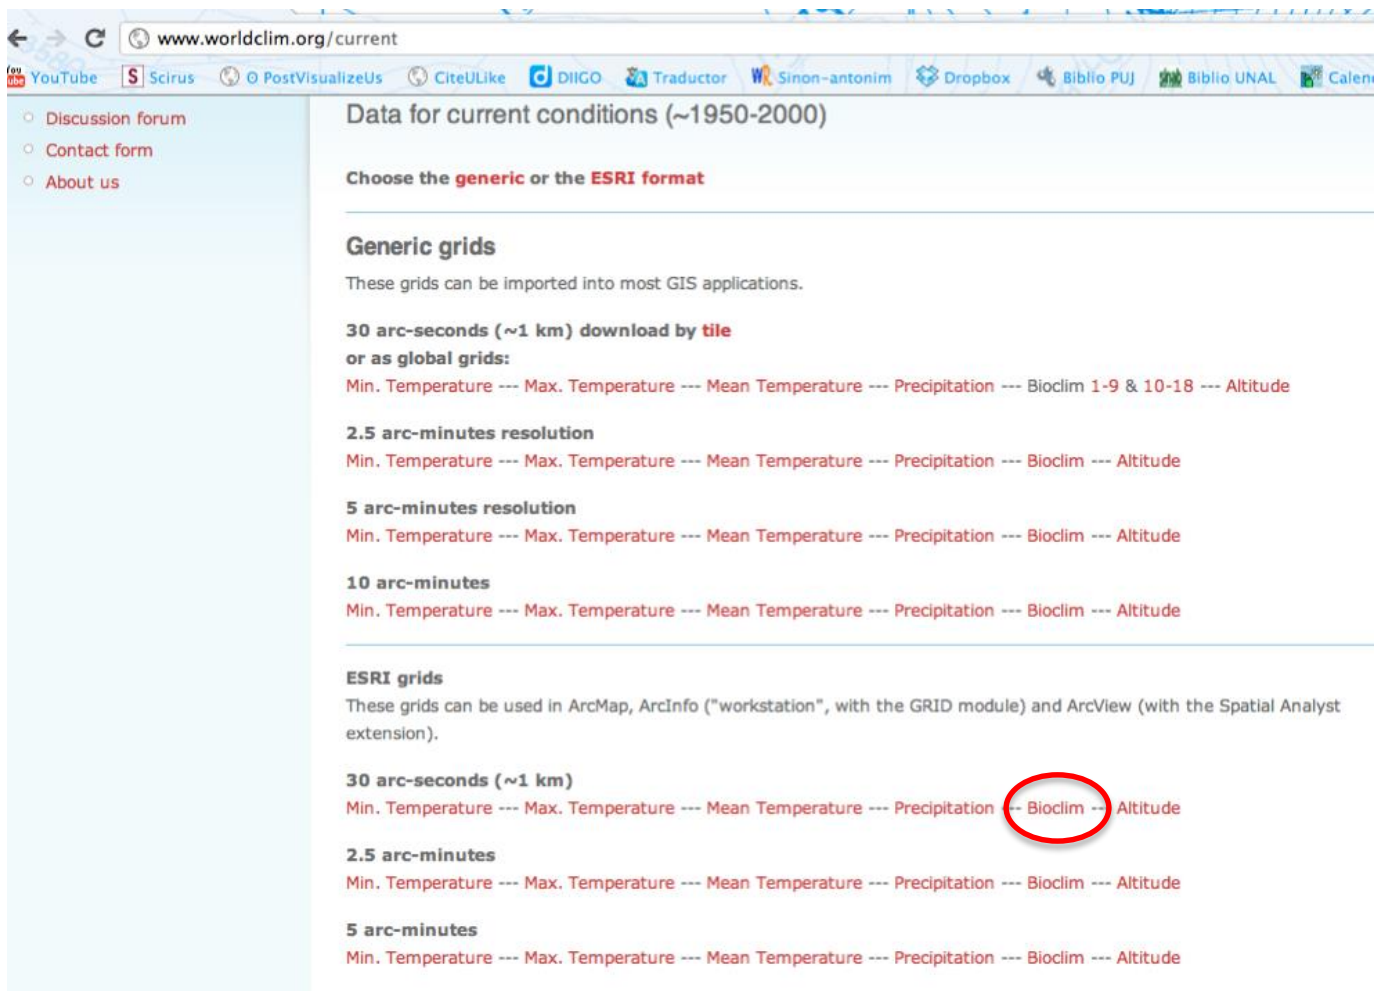 www.worldclim.org/current
YouTube Scirus PostVisualizeUs CiteULike DIIGO Traductor Sinon-antonim Dropbox Biblio PUJ Biblio UNAL
Discussion forum
Contact form
About us
Data for current conditions (~1950-2000)
Choose the generic or the ESRI format
Generic grids
These grids can be imported into most GIS applications.
30 arc-seconds (~1 km) download by tile
or as global grids:
Min. Temperature --- Max. Temperature --- Mean Temperature --- Precipitation --- Bioclim 1-9 & 10-18 --- Altitude
2.5 arc-minutes resolution
Min. Temperature --- Max. Temperature --- Mean Temperature --- Precipitation --- Bioclim --- Altitude
5 arc-minutes resolution
Min. Temperature --- Max. Temperature --- Mean Temperature --- Precipitation --- Bioclim --- Altitude
10 arc-minutes
Min. Temperature --- Max. Temperature --- Mean Temperature --- Precipitation --- Bioclim --- Altitude
ESRI grids
These grids can be used in ArcMap, ArcInfo ("workstation", with the GRID module) and ArcView (with the Spatial Analyst
extension).
30 arc-seconds (~1 km)
Min. Temperature --- Max. Temperature --- Mean Temperature --- Precipitation --- Bioclim --- Altitude
2.5 arc-minutes
Min. Temperature --- Max. Temperature --- Mean Temperature --- Precipitation --- Bioclim --- Altitude
5 arc-minutes
Min. Temperature --- Max. Temperature --- Mean Temperature --- Precipitation --- Bioclim --- Altitude